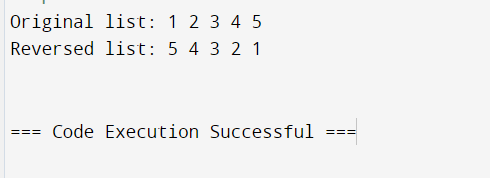 Original list: 1 2 3 4 5
Reversed list: 5 4 3 2 1
=== Code Execution Successful ===